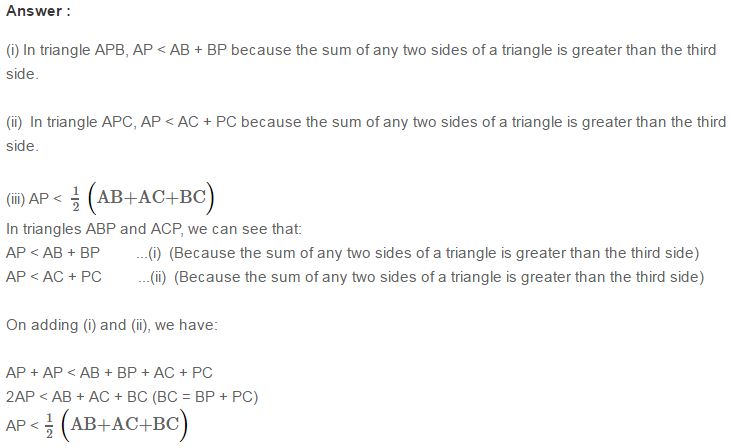 Answer :
(i) In triangle APB, AP < AB + BP because the sum of any two sides of a triangle is greater than the third
side.
(ii) In triangle APC, AP < AC + PC because the sum of any two sides of a triangle is greater than the third
side.
(iii) AP < 1/2 (AB+AC+BC)
In triangles ABP and ACP, we can see that:
AP < AB + BP ...(i) (Because the sum of any two sides of a triangle is greater than the third side)
AP < AC + PC ...(ii) (Because the sum of any two sides of a triangle is greater than the third side)
On adding (i) and (ii), we have:
AP + AP < AB + BP + AC + PC
2AP < AB + AC + BC (BC = BP + PC)
AP < 1/2 (AB+AC+BC)